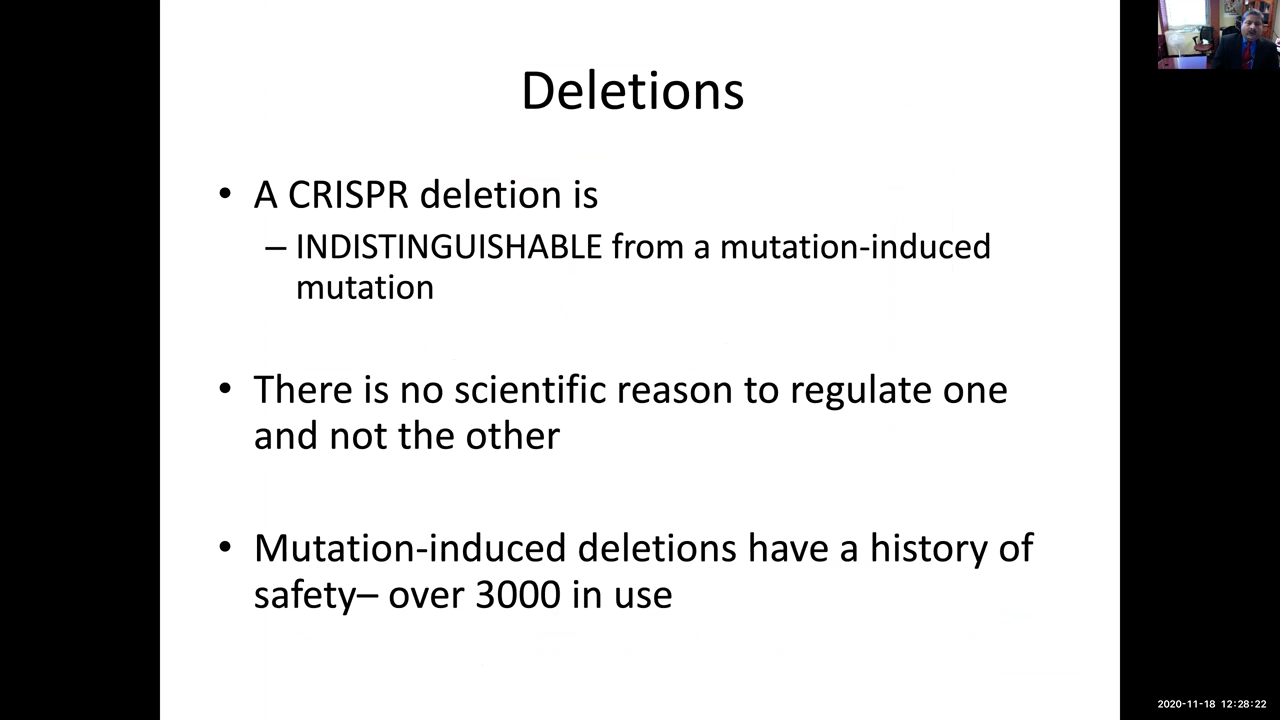 Deletions
• A CRISPR deletion is
– INDISTINGUISHABLE from a mutation-induced
mutation
• There is no scientific reason to regulate one
and not the other
• Mutation-induced deletions have a history of
safety– over 3000 in use
2020-11-18 12:28:22